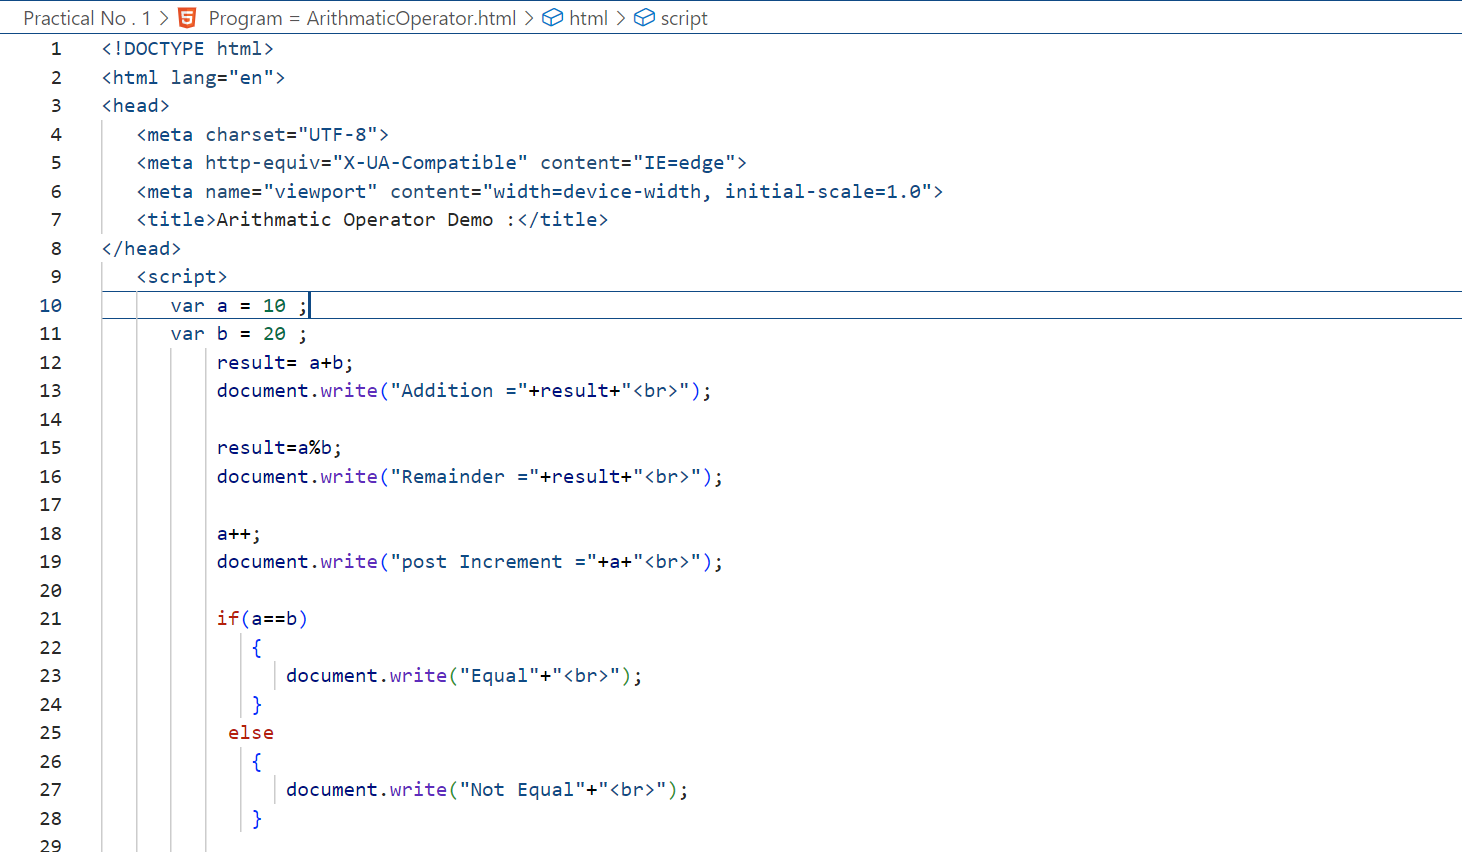 Practical No . 1 > Program = ArithmaticOperator.html > html > script
1 <!DOCTYPE html>
2 <html lang="en">
3 <head>
4 <meta charset="UTF-8">
5 <meta http-equiv="X-UA-Compatible" content="IE=edge">
6 <meta name="viewport" content="width=device-width, initial-scale=1.0">
7 <title>Arithmatic Operator Demo :</title>
8 </head>
9 <script>
10 var a = 10 ;
11 var b = 20 ;
12 result= a+b;
13 document.write("Addition ="+result+"<br>");
14
15 result=a%b;
16 document.write("Remainder ="+result+"<br>");
17
18 a++;
19 document.write("post Increment ="+a+"<br>");
20
21 if(a==b)
22 {
23 document.write("Equal"+"<br>");
24 }
25 else
26 {
27 document.write("Not Equal"+"<br>");
28 }
29